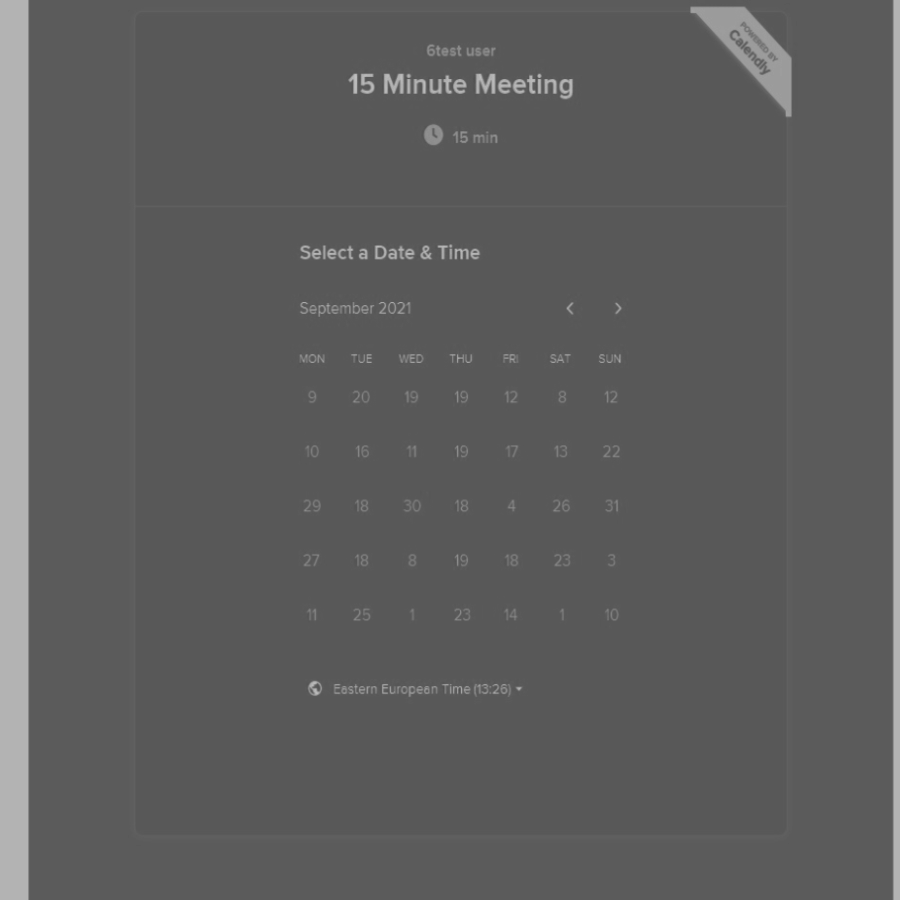 6test user
POWERED BY
Calendly
15 Minute Meeting
15 min
Select a Date & Time
September 2021
MON TUE WED THU FRI SAT SUN
9 20 19 19 12 8 12
10 16 11 19 17 13 22
29 18 30 18 4 26 31
27 18 8 19 18 23 3
11 25 1 23 14 1 10
Eastern European Time (13:26)